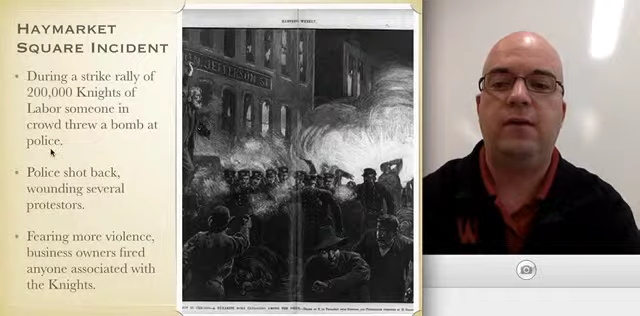 HAYMARKET
SQUARE INCIDENT
• During a strike rally of
200,000 Knights of
Labor someone in
crowd threw a bomb at
police.
• Police shot back,
wounding several
protestors.
• Fearing more violence,
business owners fired
anyone associated with
the Knights.
HARPER'S WEEKLY.
JEFFERSON ST
W